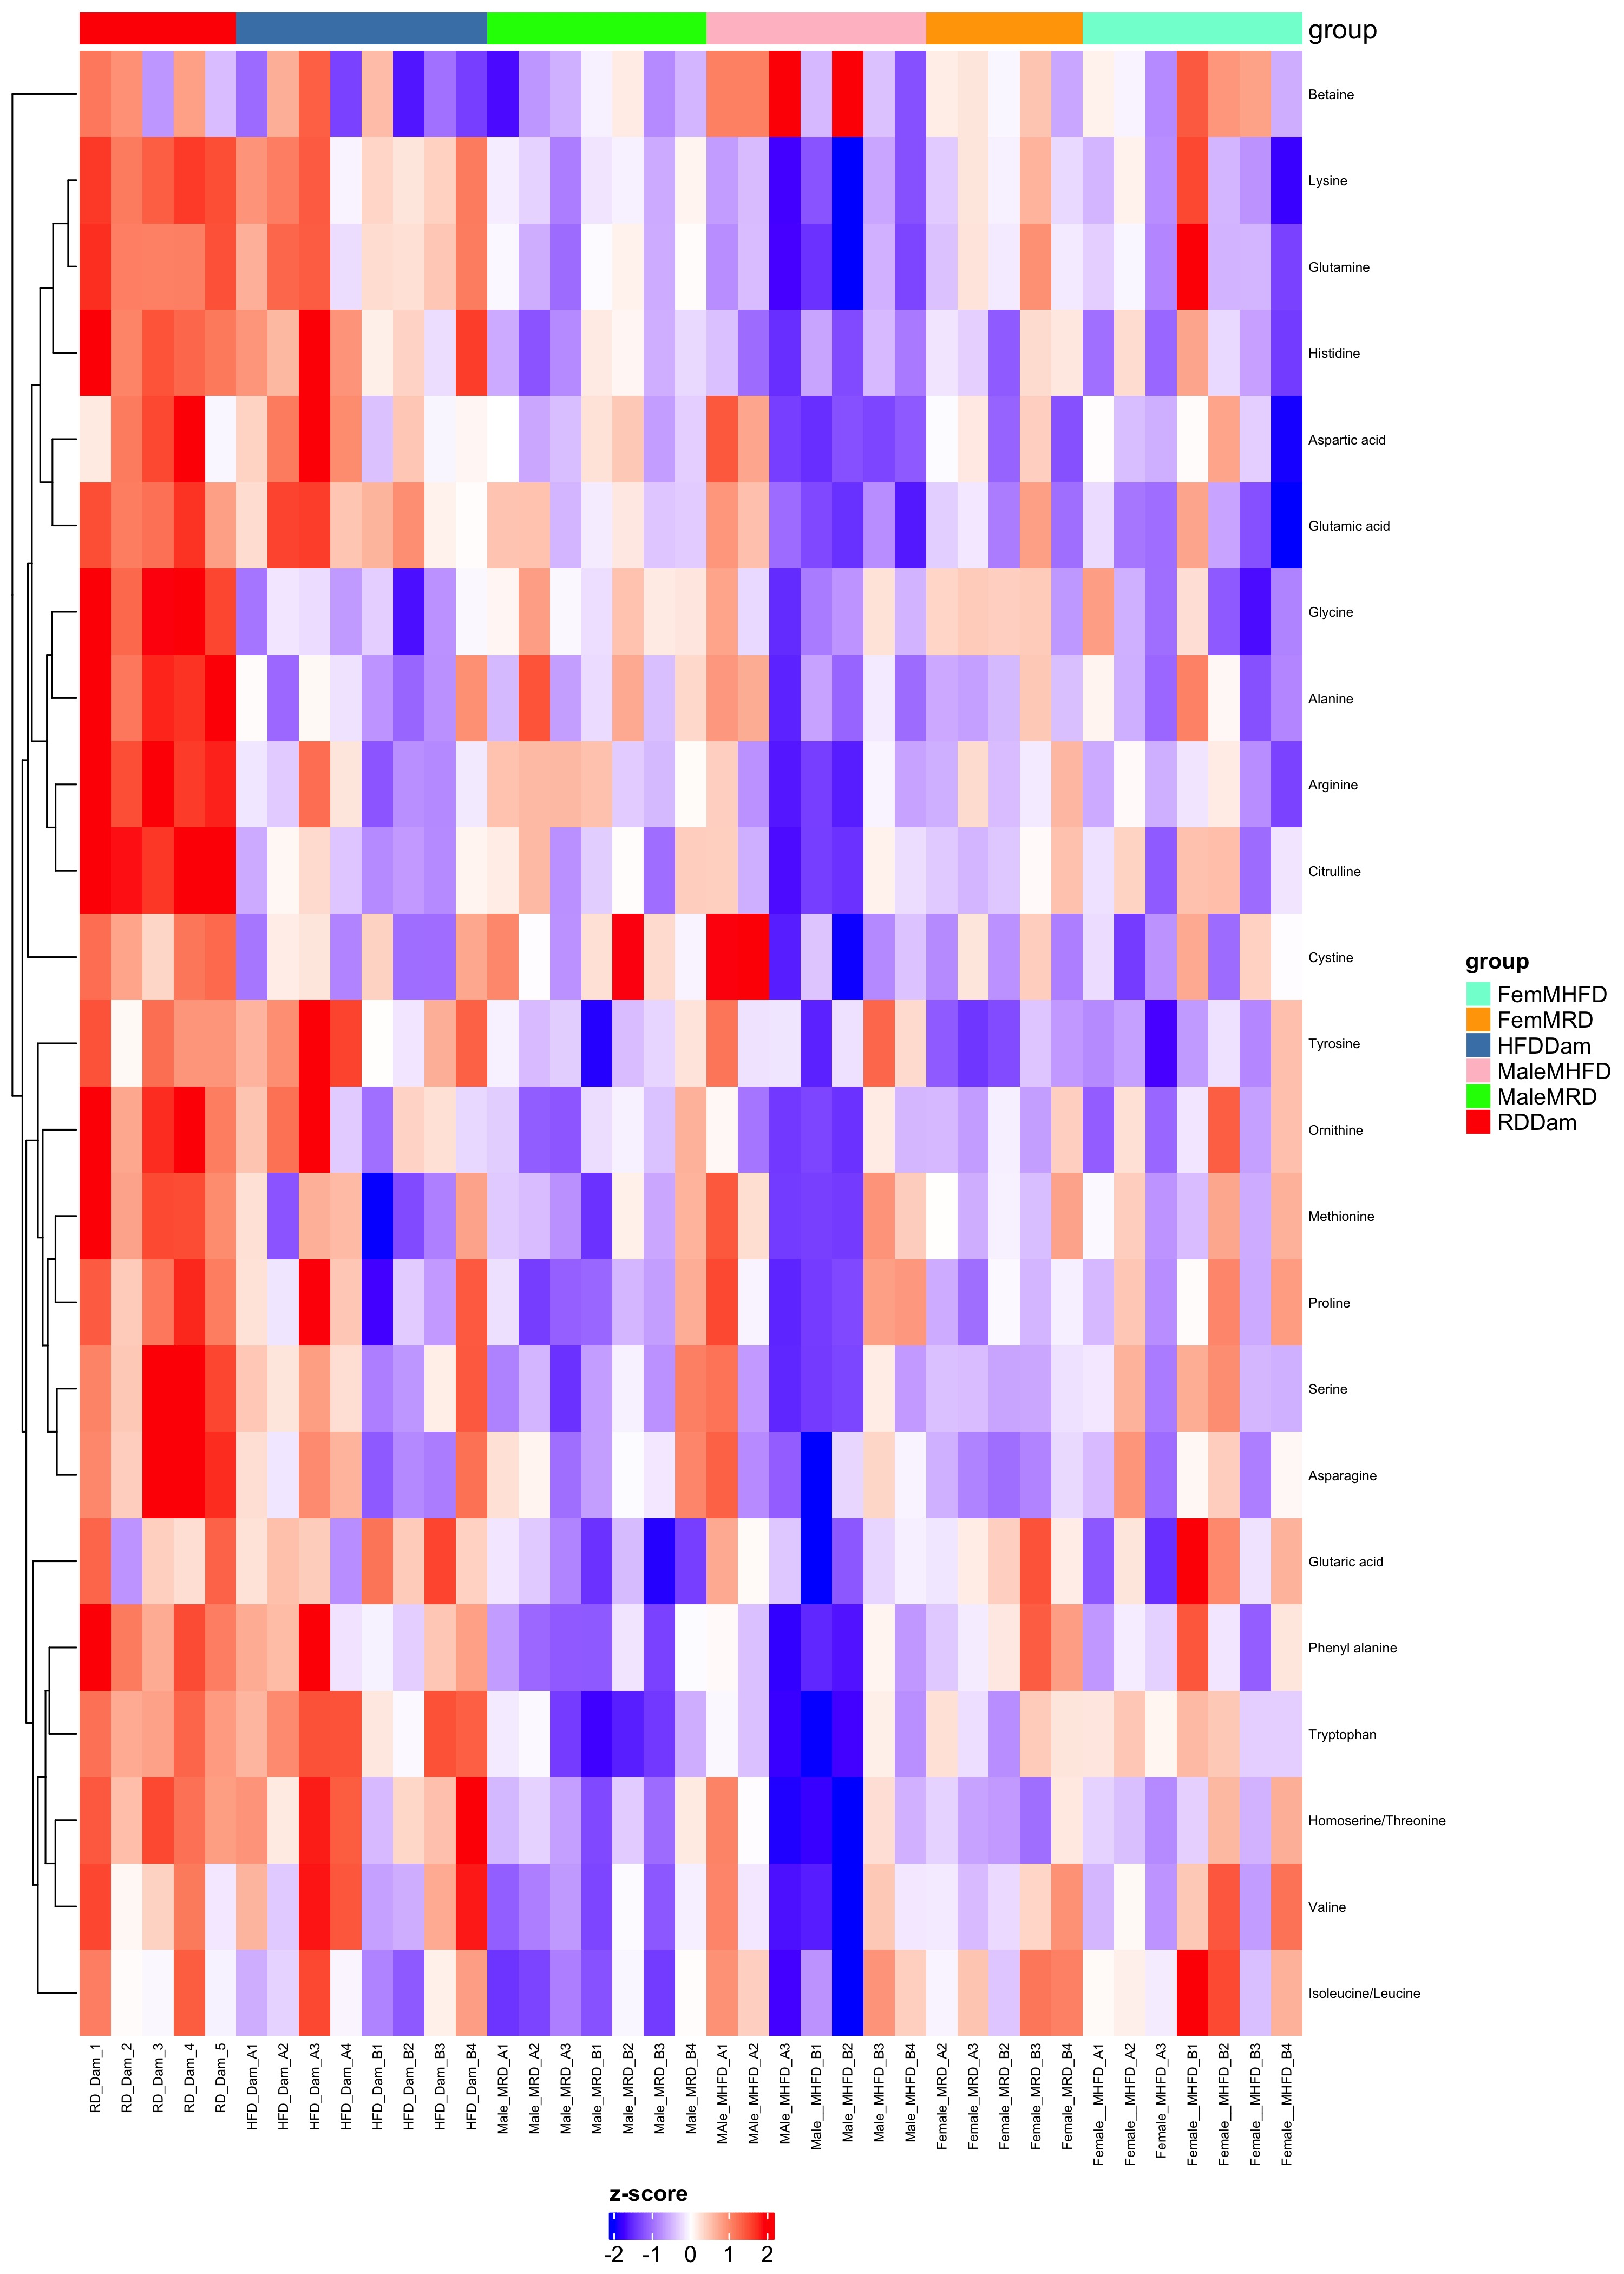 group
Betaine
Lysine
Glutamine
Histidine
Aspartic acid
Glutamic acid
Glycine
Alanine
Arginine
Citrulline
Cystine
Tyrosine
Ornithine
Methionine
Proline
Serine
Asparagine
Glutaric acid
Phenyl alanine
Tryptophan
Homoserine/Threonine
Valine
Isoleucine/Leucine
group
FemMHFD
FemMRD
HFDDam
MaleMHFD
MaleMRD
RDDam
RD_Dam_1
RD_Dam_2
RD_Dam_3
RD_Dam_4
RD_Dam_5
HFD_Dam_A1
HFD_Dam_A2
HFD_Dam_A3
HFD_Dam_A4
HFD_Dam_B1
HFD_Dam_B2
HFD_Dam_B3
HFD_Dam_B4
Male_MRD_A1
Male_MRD_A2
Male_MRD_A3
Male_MRD_B1
Male_MRD_B2
Male_MRD_B3
Male_MRD_B4
MAle_MHFD_A1
MAle_MHFD_A2
MAle_MHFD_A3
Male__MHFD_B1
Male_MHFD_B2
Male_MHFD_B3
Male_MHFD_B4
Female_MRD_A2
Female_MRD_A3
Female_MRD_B2
Female_MRD_B3
Female_MRD_B4
Female__MHFD_A1
Female__MHFD_A2
Female_MHFD_A3
Female__MHFD_B1
Female__MHFD_B2
Female__MHFD_B3
Female__MHFD_B4
z-score
-2 -1 0 1 2